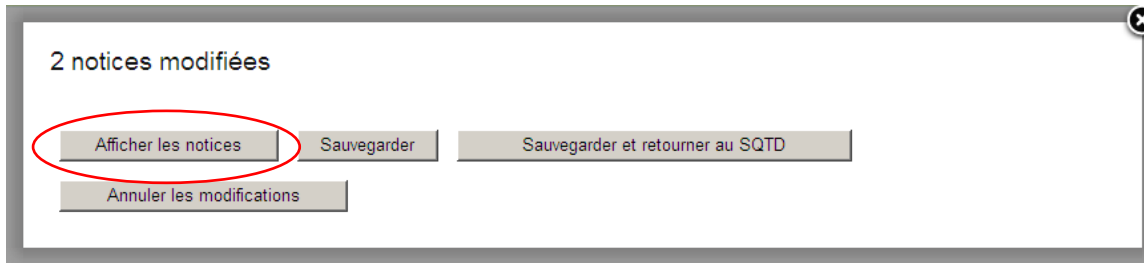 2 notices modifiées
Afficher les notices Sauvegarder Sauvegarder et retourner au SQTD
Annuler les modifications